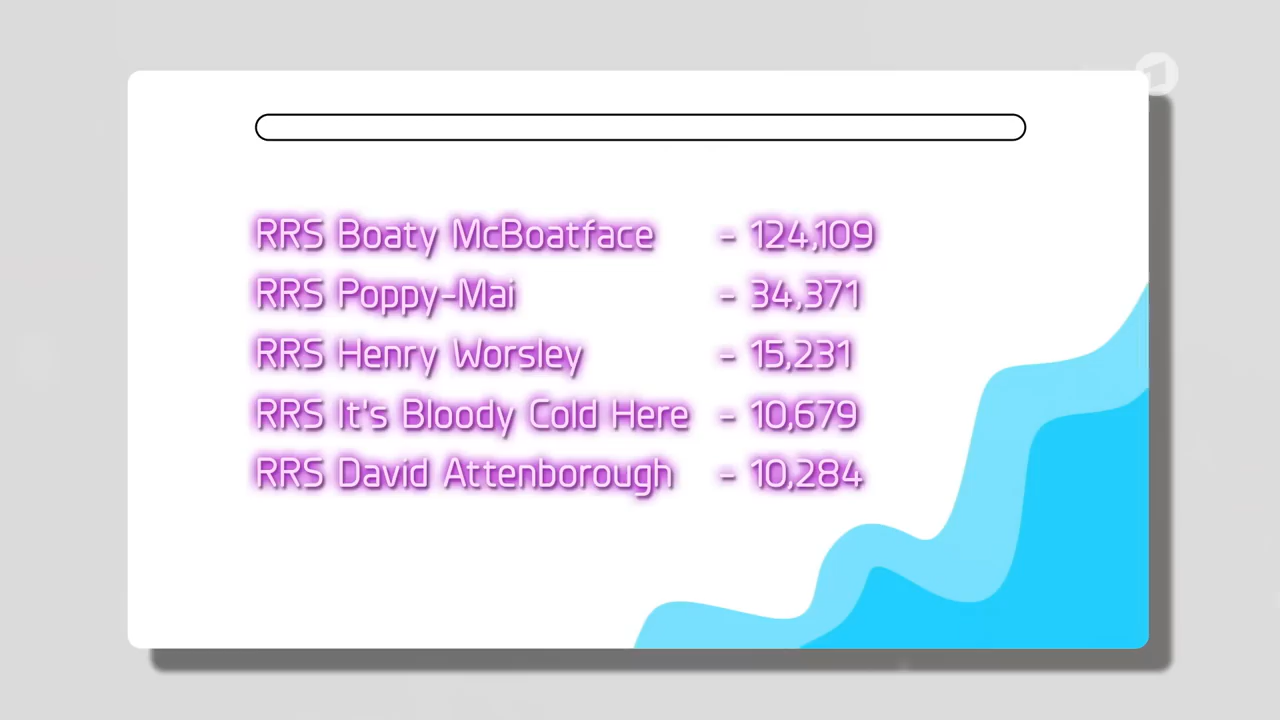 RRS Boaty McBoatface - 124,109
RRS Poppy-Mai - 34,371
RRS Henry Worsley - 15,231
RRS It's Bloody Cold Here - 10,679
RRS David Attenborough - 10,284